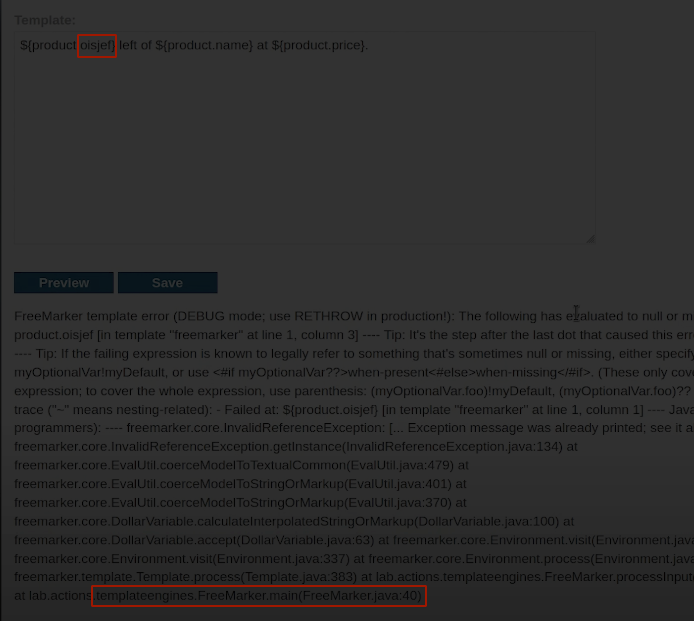 Template:
${product.oisjef} left of ${product.name} at ${product.price}.
Preview Save
FreeMarker template error (DEBUG mode; use RETHROW in production!): The following has evaluated to null or m
product.oisjef [in template "freemarker" at line 1, column 3] ---- Tip: It's the step after the last dot that caused this err
---- Tip: If the failing expression is known to legally refer to something that's sometimes null or missing, either specify
myOptionalVar!myDefault, or use <#if myOptionalVar??>when-present<#else>when-missing</#if>. (These only cove
expression; to cover the whole expression, use parenthesis: (myOptionalVar.foo)!myDefault, (myOptionalVar.foo)??
trace ("~" means nesting-related): - Failed at: ${product.oisjef} [in template "freemarker" at line 1, column 1] ---- Java
programmers): ---- freemarker.core.InvalidReferenceException: [... Exception message was already printed; see it a
freemarker.core.InvalidReferenceException.getInstance(InvalidReferenceException.java:134) at
freemarker.core.EvalUtil.coerceModelToTextualCommon(EvalUtil.java:479) at
freemarker.core.EvalUtil.coerceModelToStringOrMarkup(EvalUtil.java:401) at
freemarker.core.EvalUtil.coerceModelToStringOrMarkup(EvalUtil.java:370) at
freemarker.core.DollarVariable.calculateInterpolatedStringOrMarkup(DollarVariable.java:100) at
freemarker.core.DollarVariable.accept(DollarVariable.java:63) at freemarker.core.Environment.visit(Environment.java
freemarker.core.Environment.visit(Environment.java:337) at freemarker.core.Environment.process(Environment.java
freemarker.template.Template.process(Template.java:383) at lab.actions.templateengines.FreeMarker.processInput
at lab.actions.templateengines.FreeMarker.main(FreeMarker.java:40)